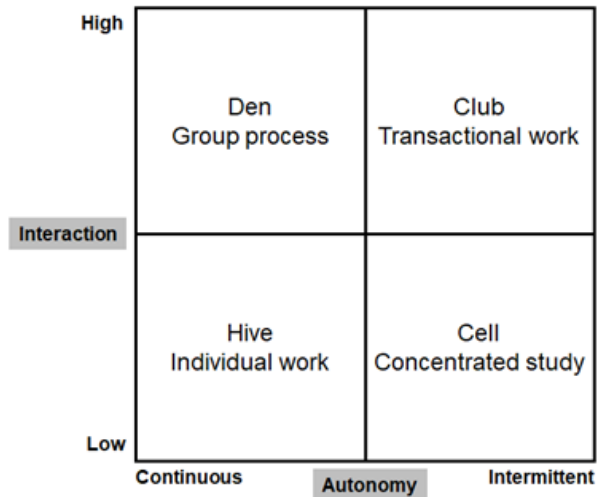 High
Den
Group process
Club
Transactional work
Interaction
Hive
Individual work
Cell
Concentrated study
Low
Continuous
Autonomy
Intermittent